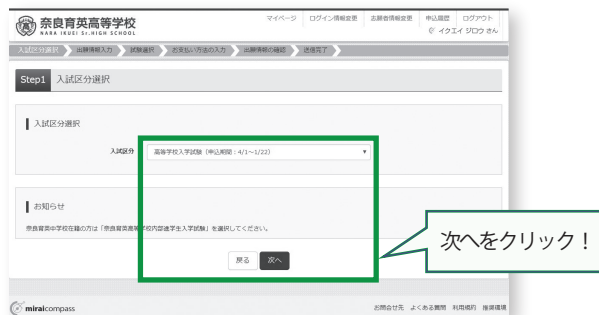 奈良育英高等学校
NARA IKUEI Sr.HIGH SCHOOL
マイページ ログイン情報変更 志願者情報変更 申込履歴 ログアウト
イクエイ ジロウ さん
入試区分選択 出願情報入力 試験選択 お支払い方法の入力 出願情報の確認 送信完了
Step1 入試区分選択
入試区分選択
入試区分 高等学校入学試験（申込期間：4/1～1/22）
お知らせ
奈良育英中学校在籍の方は「奈良育英高等学校内部進学生入学試験」を選択してください。
戻る 次へ
次へをクリック！
miraicompass
お問合せ先 よくある質問 利用規約 推奨環境